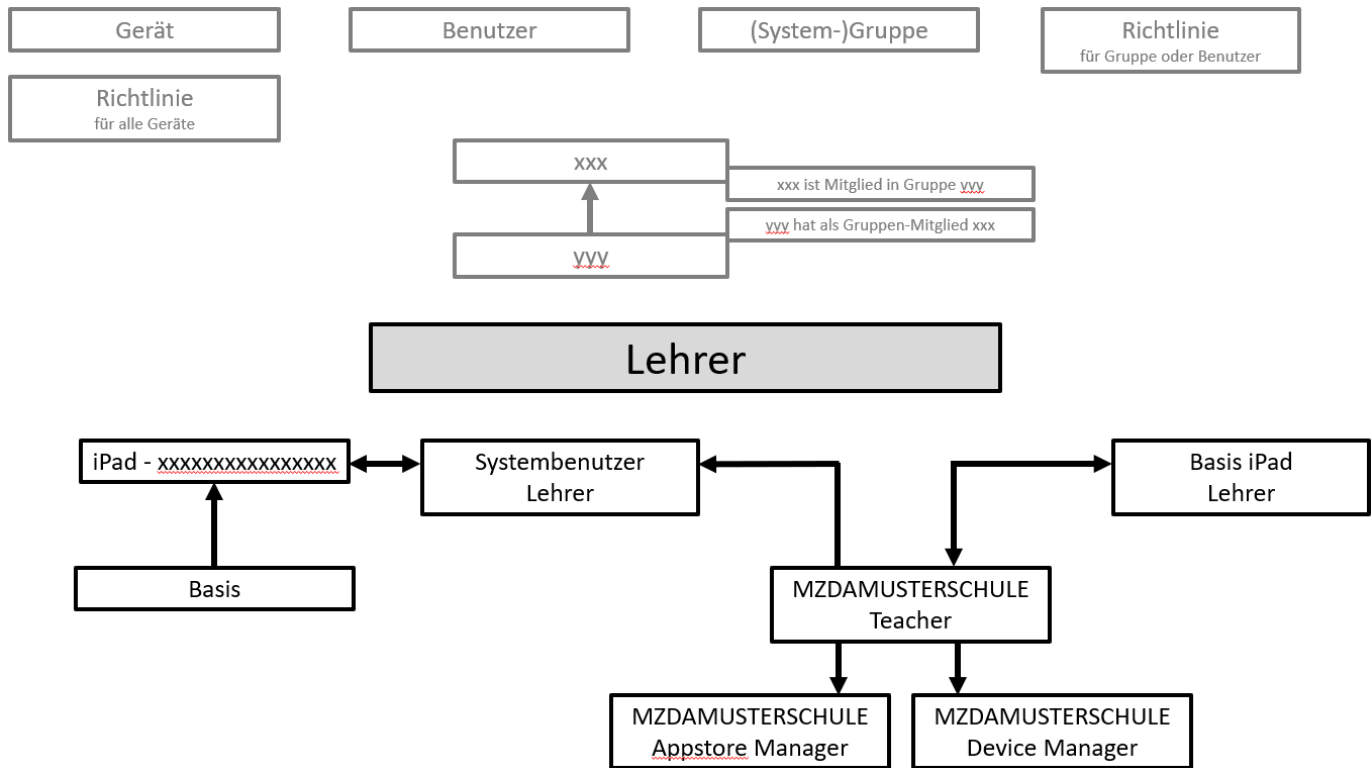 Gerät
Benutzer
(System-)Gruppe
Richtlinie
für Gruppe oder Benutzer
Richtlinie
für alle Geräte
xxx
xxx ist Mitglied in Gruppe yyy
yyy hat als Gruppen-Mitglied xxx
yyy
Lehrer
iPad - xxxxxxxxxxxxxxxx
Systembenutzer
Lehrer
Basis iPad
Lehrer
Basis
MZDAMUSTERSCHULE
Teacher
MZDAMUSTERSCHULE
Appstore Manager
MZDAMUSTERSCHULE
Device Manager